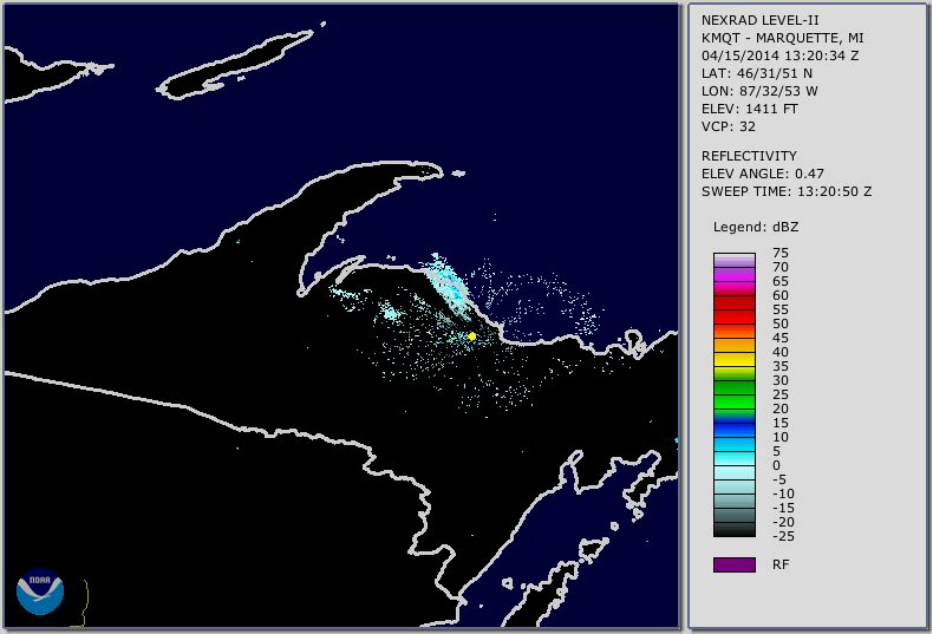 NEXRAD LEVEL-II
KMQT - MARQUETTE, MI
04/15/2014 13:20:34 Z
LAT: 46/31/51 N
LON: 87/32/53 W
ELEV: 1411 FT
VCP: 32
REFLECTIVITY
ELEV ANGLE: 0.47
SWEEP TIME: 13:20:50 Z
Legend: dBZ
75
70
65
60
55
50
45
40
35
30
25
20
15
10
5
0
-5
-10
-15
-20
-25
RF
NOAA